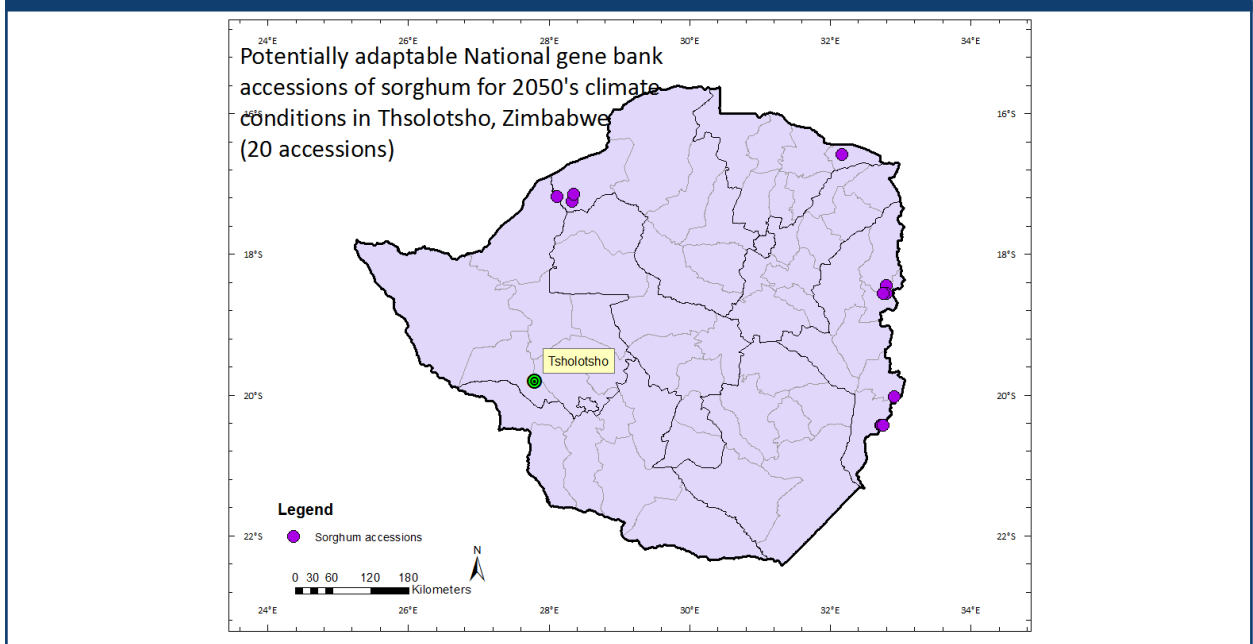 24°E 26°E 28°E 30°E 32°E 34°E
Potentially adaptable National gene bank
accessions of sorghum for 2050's climate
conditions in Thsolotsho, Zimbabwe
(20 accessions)
16°S 16°S
18°S 18°S
Tsholotsho
20°S 20°S
Legend
Sorghum accessions
22°S 22°S
N
0 30 60 120 180
Kilometers
24°E 26°E 28°E 30°E 32°E 34°E